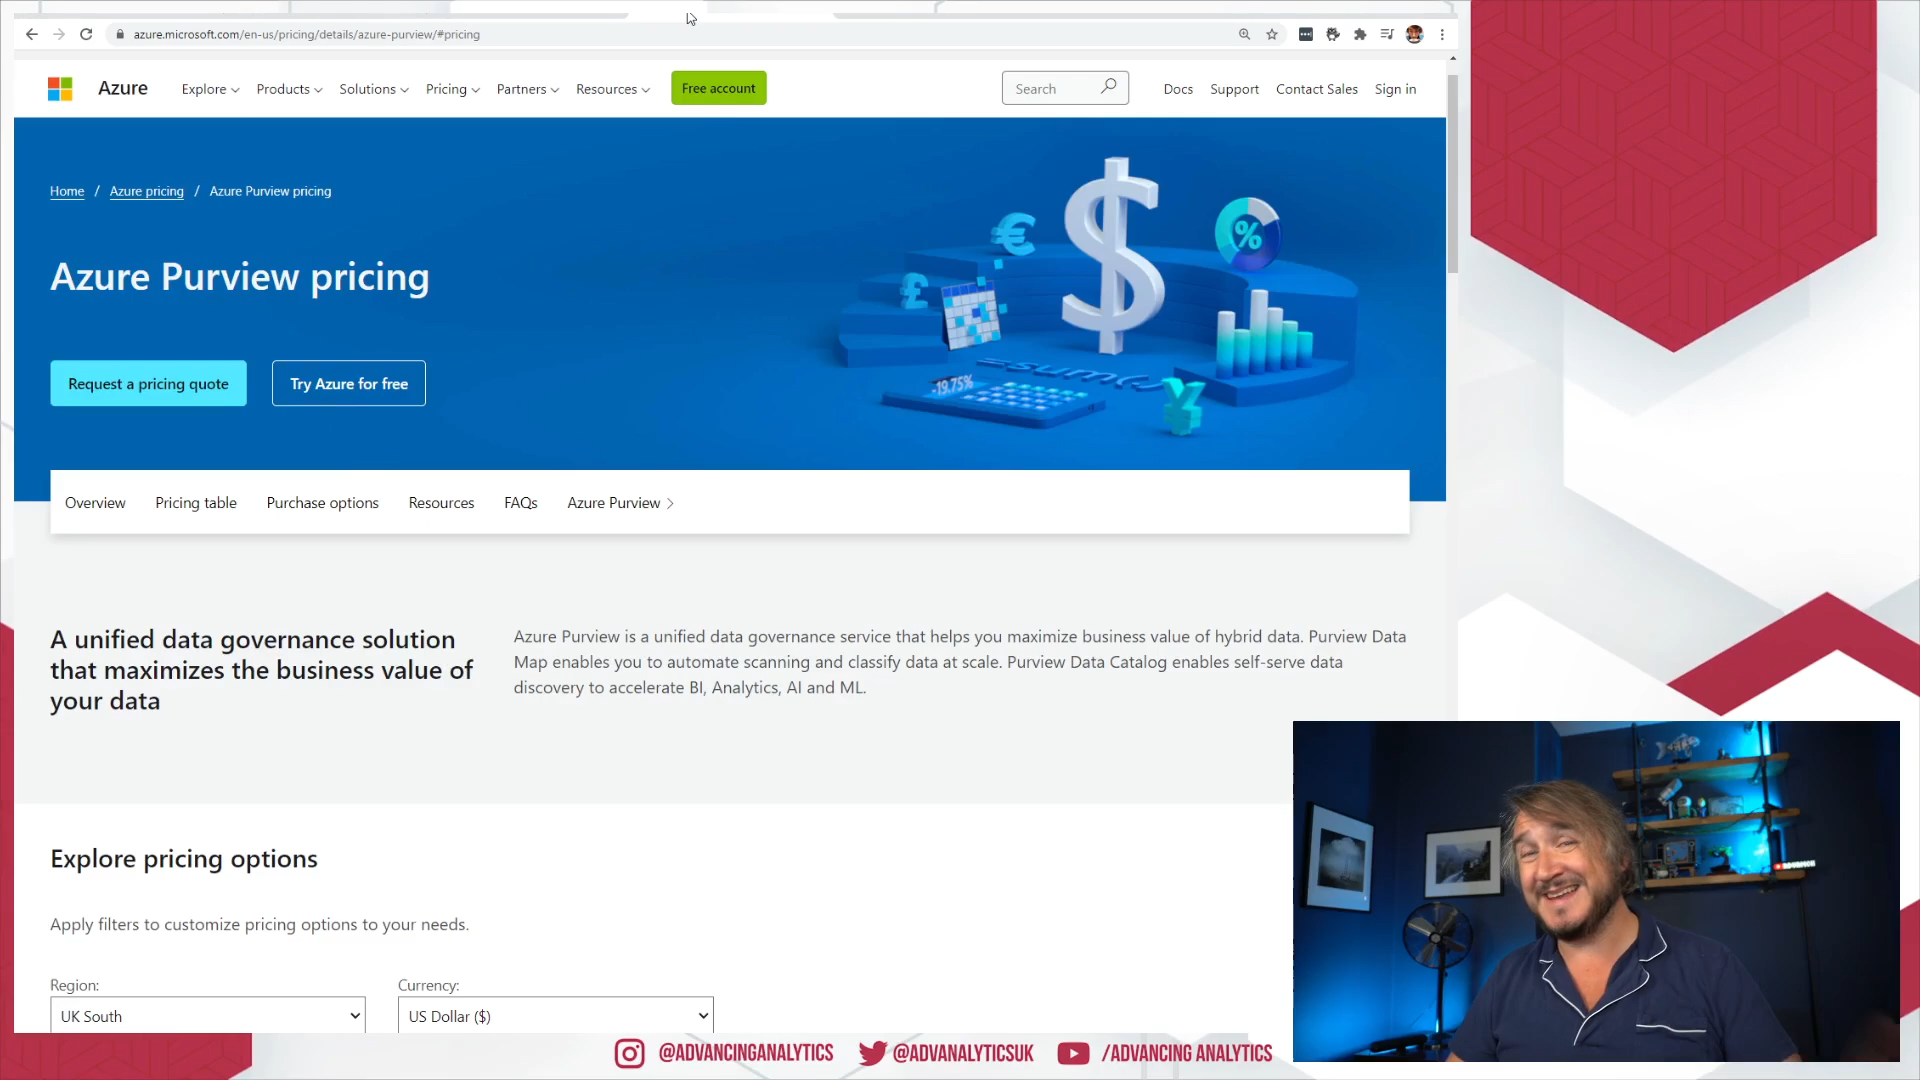 azure.microsoft.com/en-us/pricing/details/azure-purview/#pricing
Azure
Explore
Products
Solutions
Pricing
Partners
Resources
Free account
Search
Docs
Support
Contact Sales
Sign in
Home / Azure pricing / Azure Purview pricing
Azure Purview pricing
Request a pricing quote
Try Azure for free
$
€
£
%
=sum(
-19.75%
¥
Overview
Pricing table
Purchase options
Resources
FAQs
Azure Purview
A unified data governance solution
that maximizes the business value of
your data
Azure Purview is a unified data governance service that helps you maximize business value of hybrid data. Purview Data
Map enables you to automate scanning and classify data at scale. Purview Data Catalog enables self-serve data
discovery to accelerate BI, Analytics, AI and ML.
Explore pricing options
Apply filters to customize pricing options to your needs.
Region:
UK South
Currency:
US Dollar ($)
@ADVANCINGANALYTICS
@ADVANALYTICSUK
/ADVANCING ANALYTICS